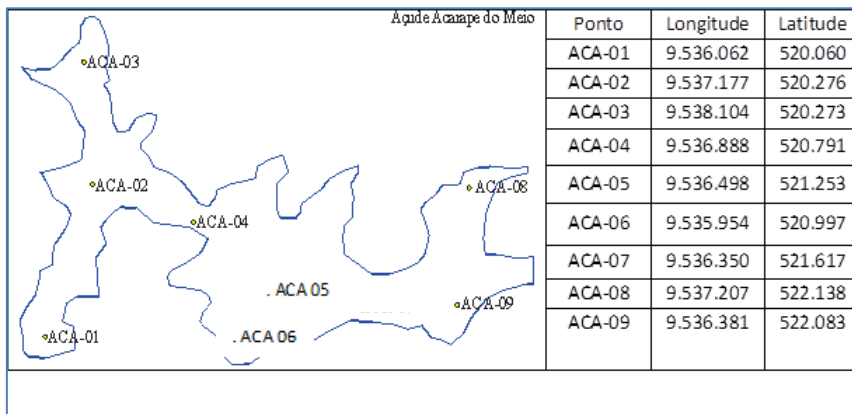 Açude Acarape do Meio
ACA-03
ACA-02
ACA-08
ACA-04
ACA 05
ACA-09
ACA-01
ACA 06
Ponto Longitude Latitude
ACA-01 9.536.062 520.060
ACA-02 9.537.177 520.276
ACA-03 9.538.104 520.273
ACA-04 9.536.888 520.791
ACA-05 9.536.498 521.253
ACA-06 9.535.954 520.997
ACA-07 9.536.350 521.617
ACA-08 9.537.207 522.138
ACA-09 9.536.381 522.083